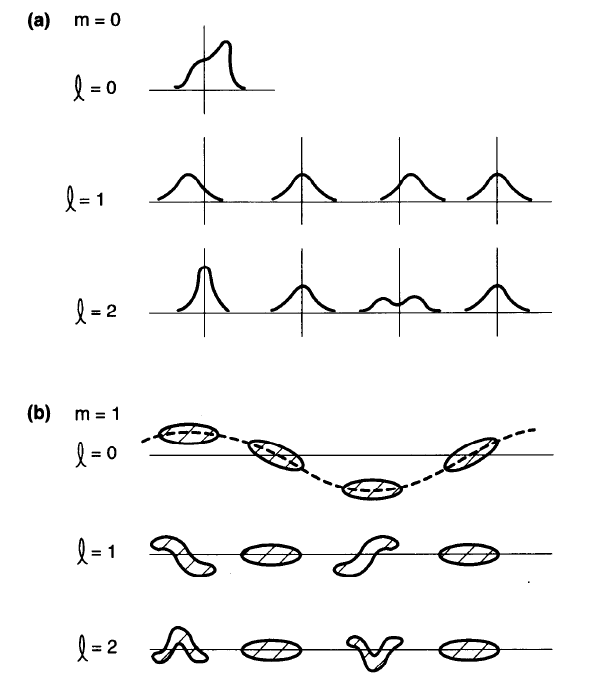 (a) m = 0
ℓ = 0
ℓ = 1
ℓ = 2
(b) m = 1
ℓ = 0
ℓ = 1
ℓ = 2